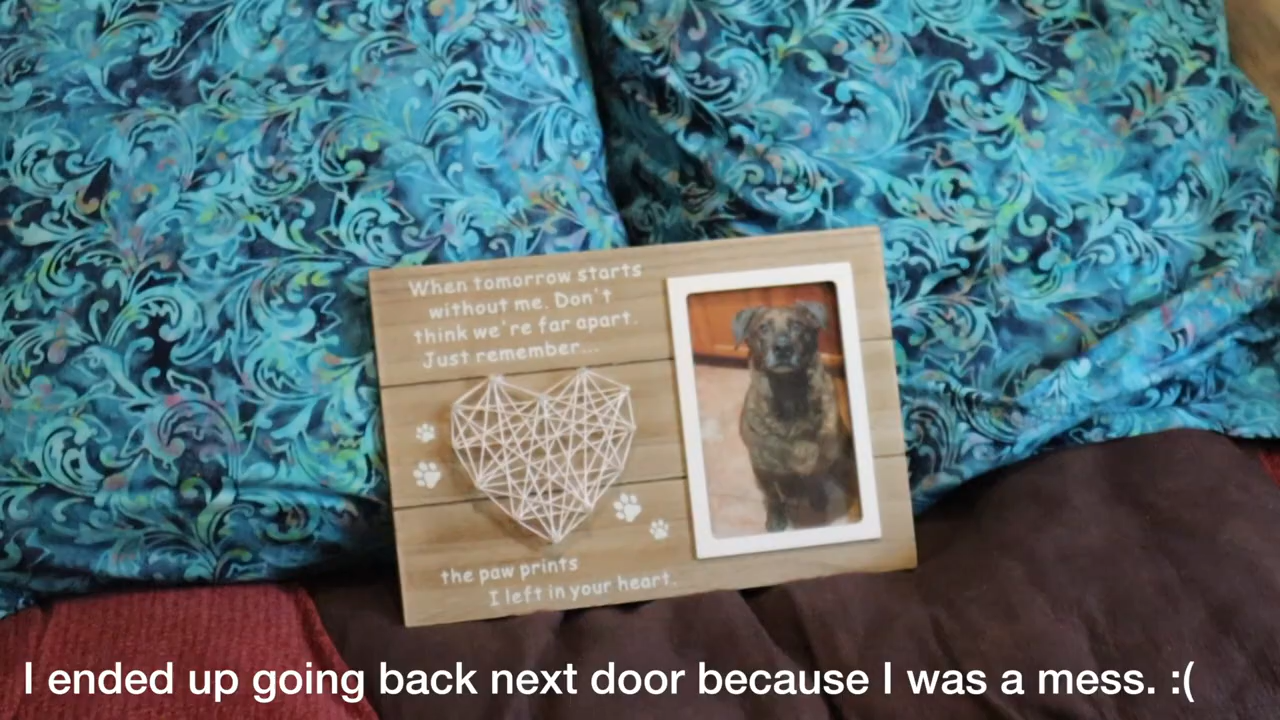 When tomorrow starts
without me. Don't
think we're far apart.
Just remember...
the paw prints
I left in your heart.
I ended up going back next door because I was a mess. :(